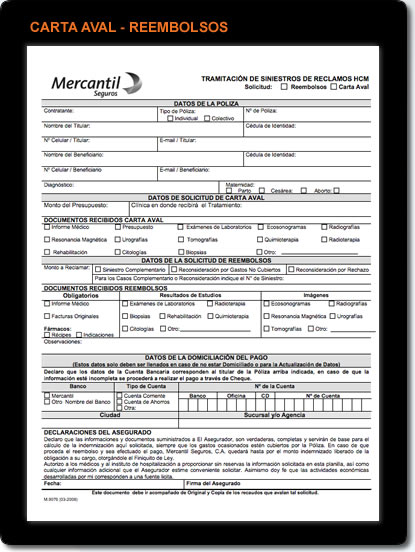 CARTA AVAL - REEMBOLSOS
Mercantil
Seguros
TRAMITACIÓN DE SINIESTROS DE RECLAMOS HCM
Solicitud: Reembolsos Carta Aval
DATOS DE LA POLIZA
Contratante: Tipo de Póliza: Nº de Póliza:
Individual Colectivo
Nombre del Titular: Cédula de Identidad:
Nº Celular / Titular: E-mail / Titular:
Nombre del Beneficiario: Cédula de Identidad:
Nº Celular / Beneficiario: E-mail / Beneficiario:
Diagnóstico: Maternidad:
Parto Cesárea: Aborto:
DATOS DE SOLICITUD DE CARTA AVAL
Monto del Presupuesto: Clínica en donde recibirá el Tratamiento:
DOCUMENTOS RECIBIDOS CARTA AVAL
Informe Médico Presupuesto Exámenes de Laboratorios Ecosonogramas Radiografías
Resonancia Magnética Urografías Tomografías Quimioterapia Radioterapia
Rehabilitación Citologías Biopsias Otro:
DATOS DE LA SOLICITUD DE REEMBOLSOS
Monto a Reclamar: Siniestro Complementario Reconsideración por Gastos No Cubiertos Reconsideración por Rechazo
Para los Casos Complementario o Reconsideración indique el Nº de Siniestro:
DOCUMENTOS RECIBIDOS REEMBOLSOS
Obligatorios Resultados de Estudios Imágenes
Informe Médico Exámenes de Laboratorios Radioterapia Ecosonogramas Radiografías
Facturas Originales Biopsias Rehabilitación Quimioterapia Resonancia Magnética Urografías
Fármacos: Citologías Otro: Tomografías Otro:
Récipes Indicaciones
Observaciones:
DATOS DE LA DOMICILIACIÓN DEL PAGO
(Estos datos solo deben ser llenados en caso de no estar Domiciliado o para la Actualización de Datos)
Declaro que los datos de la Cuenta Bancaria corresponden al titular de la Póliza arriba indicada, en caso de que la
información esté incompleta se procederá a realizar el pago a través de Cheque.
Banco Tipo de Cuenta Nº de la Cuenta
Mercantil Cuenta Corriente Banco Oficina CD Nº de Cuenta
Otro Nombre del Banco Cuenta de Ahorros
Otra:
Ciudad Sucursal y/o Agencia
DECLARACIONES DEL ASEGURADO
Declaro que las informaciones y documentos suministrados a El Asegurador, son verdaderas, completas y servirán de base para el
cálculo de la indemnización aquí solicitada, siempre que los gastos ocasionados estén cubiertos por la Póliza. En caso de que
proceda el reembolso y sea efectuado el pago, Mercantil Seguros, C.A. quedará hasta por el monto indemnizado liberado de la
obligación a su cargo, otorgándole el Finiquito de Ley.
Autorizo a los médicos y al instituto de hospitalización a proporcionar sin reservas la información solicitada en esta planilla, así como
cualquier información adicional que el Asegurador estime conveniente solicitar. Asimismo doy fe que las actividades económicas
desarrolladas por mi corresponden a una fuente lícita.
Fecha: Firma del Asegurado
Este documento debe ir acompañado de Original y Copia de los recaudos que avalan tal solicitud.
M.9076 (03-2009)